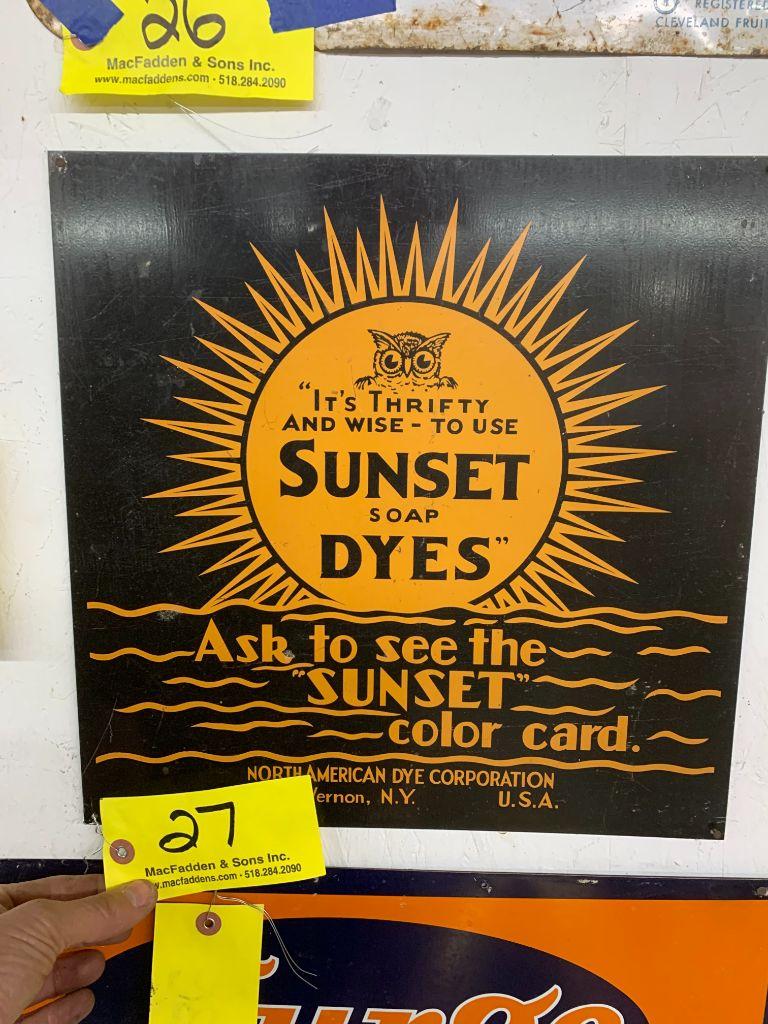 26
MacFadden & Sons Inc.
www.macfaddens.com · 518.284.2090
REGISTERED
CLEVELAND FRUIT
"IT'S THRIFTY
AND WISE - TO USE
SUNSET
SOAP
DYES"
Ask to see the
"SUNSET"
color card.
NORTH AMERICAN DYE CORPORATION
Vernon, N.Y. U.S.A.
27
MacFadden & Sons Inc.
w.macfaddens.com · 518.284.2090